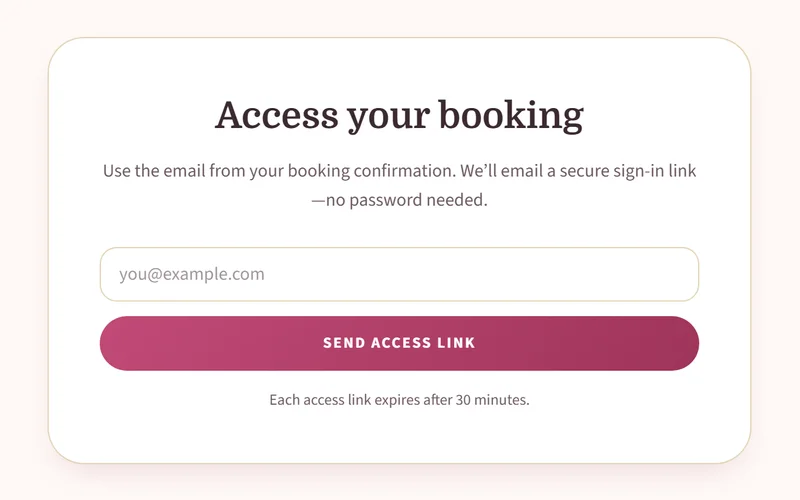 Access your booking
Use the email from your booking confirmation. We’ll email a secure sign-in link
—no password needed.
you@example.com
SEND ACCESS LINK
Each access link expires after 30 minutes.